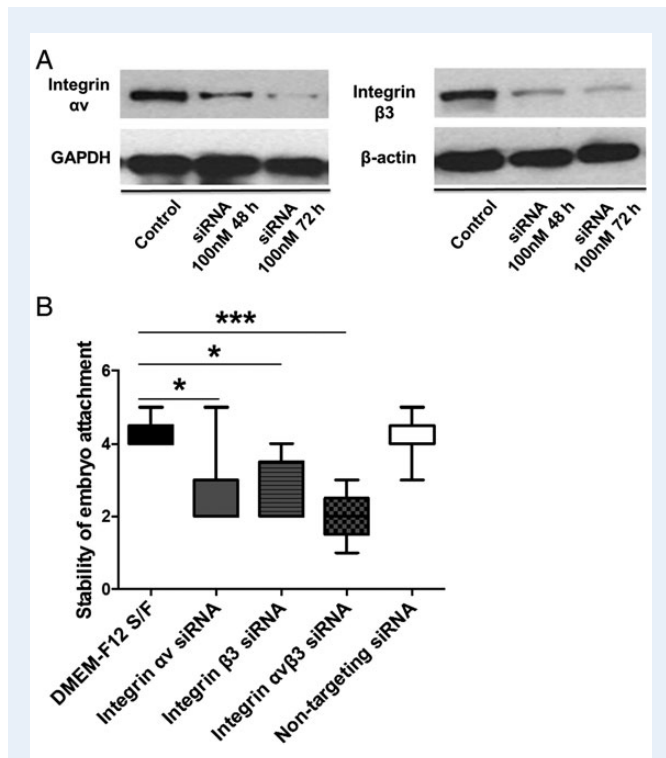 A
Integrin
αv
GAPDH
Control
siRNA
100nM 48 h
siRNA
100nM 72 h
Integrin
β3
β-actin
Control
siRNA
100nM 48 h
siRNA
100nM 72 h
B
***
*
*
Stability of embryo attachment
6
4
2
0
DMEM-F12 S/F
Integrin αv siRNA
Integrin β3 siRNA
Integrin αvβ3 siRNA
Non-targeting siRNA